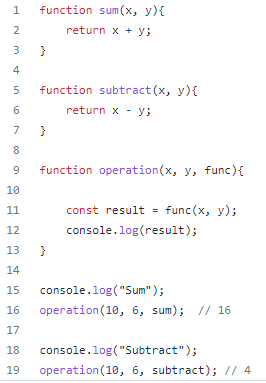 1 function sum(x, y){
2     return x + y;
3 }
4
5 function subtract(x, y){
6     return x - y;
7 }
8
9 function operation(x, y, func){
10
11     const result = func(x, y);
12     console.log(result);
13 }
14
15 console.log("Sum");
16 operation(10, 6, sum);  // 16
17
18 console.log("Subtract");
19 operation(10, 6, subtract); // 4